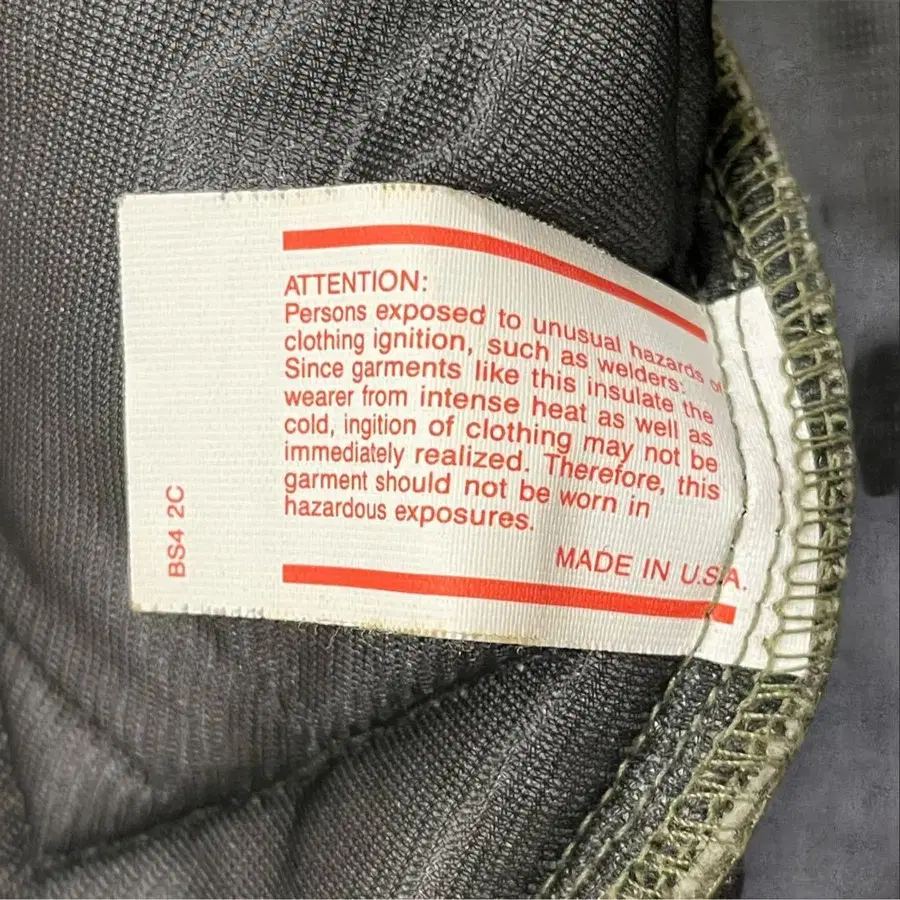 ATTENTION:
Persons exposed to unusual hazards of
clothing ignition, such as welders:
Since garments like this insulate the
wearer from intense heat as well as
cold, ingition of clothing may not be
immediately realized. Therefore, this
garment should not be worn in
hazardous exposures.
MADE IN U.S.A.
BS4 2C